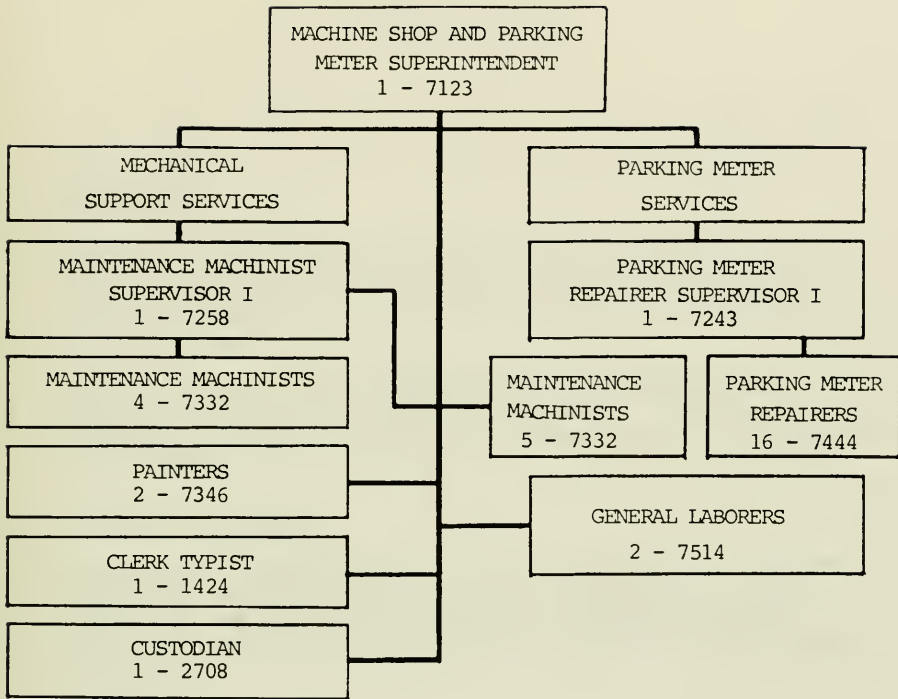 MACHINE SHOP AND PARKING
METER SUPERINTENDENT
1 - 7123
MECHANICAL
SUPPORT SERVICES
PARKING METER
SERVICES
MAINTENANCE MACHINIST
SUPERVISOR I
1 - 7258
PARKING METER
REPAIRER SUPERVISOR I
1 - 7243
MAINTENANCE MACHINISTS
4 - 7332
MAINTENANCE
MACHINISTS
5 - 7332
PARKING METER
REPAIRERS
16 - 7444
PAINTERS
2 - 7346
GENERAL LABORERS
2 - 7514
CLERK TYPIST
1 - 1424
CUSTODIAN
1 - 2708